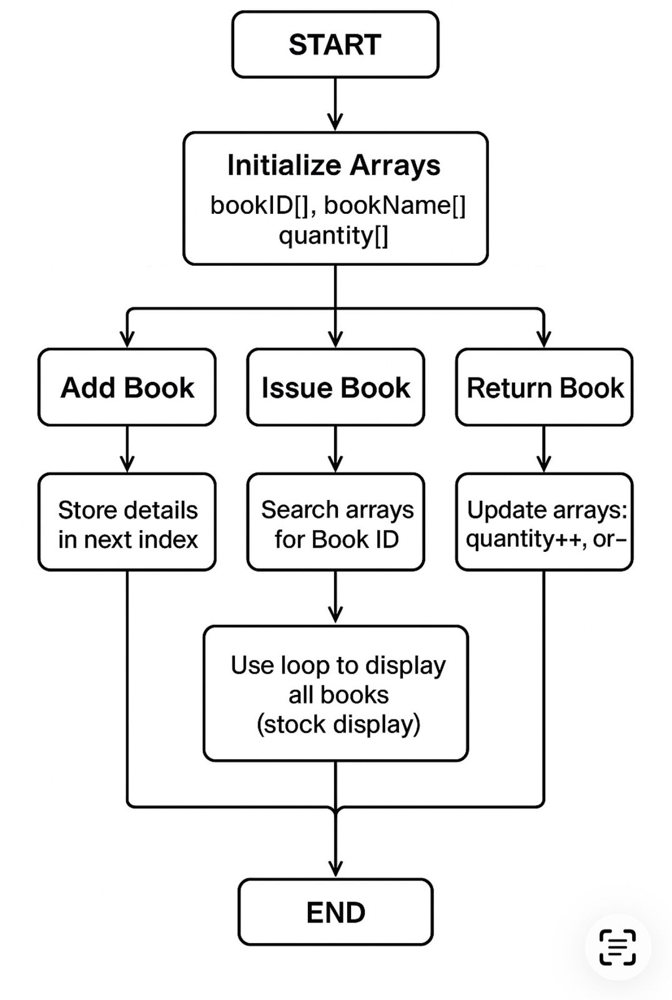 START
Initialize Arrays
bookID[], bookName[]
quantity[]
Add Book
Issue Book
Return Book
Store details
in next index
Search arrays
for Book ID
Update arrays:
quantity++, or–
Use loop to display
all books
(stock display)
END